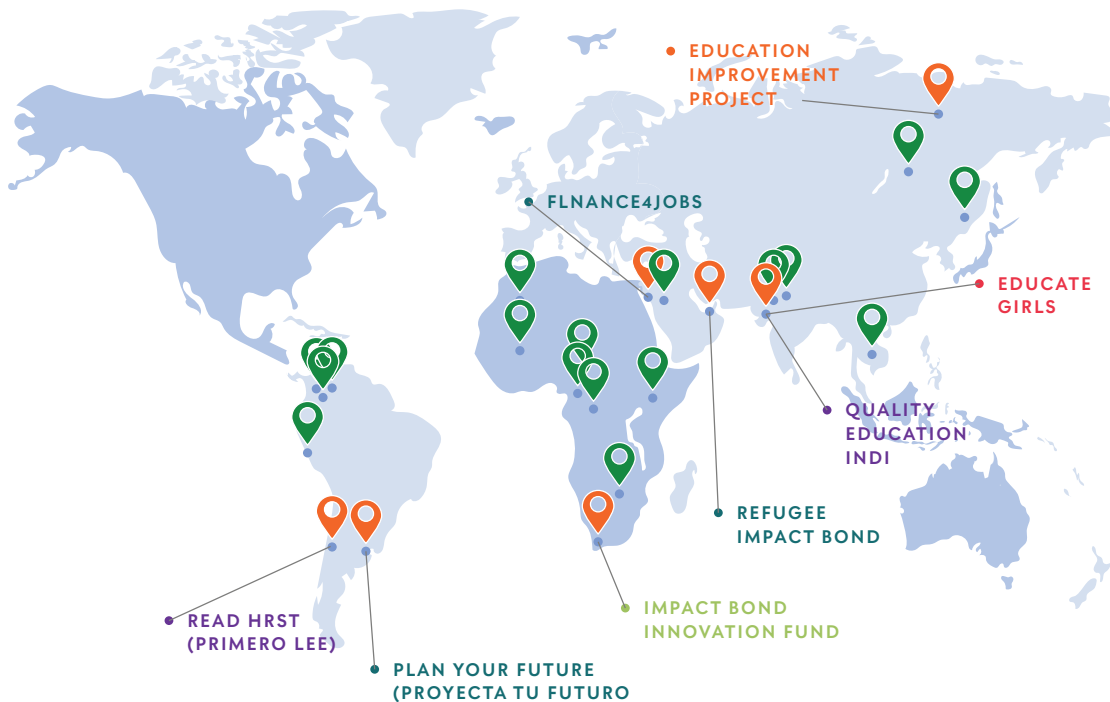 EDUCATION
IMPROVEMENT
PROJECT
FLNANCE4JOBS
EDUCATE
GIRLS
QUALITY
EDUCATION
INDI
REFUGEE
IMPACT BOND
IMPACT BOND
INNOVATION FUND
READ HRST
(PRIMERO LEE)
PLAN YOUR FUTURE
(PROYECTA TU FUTURO